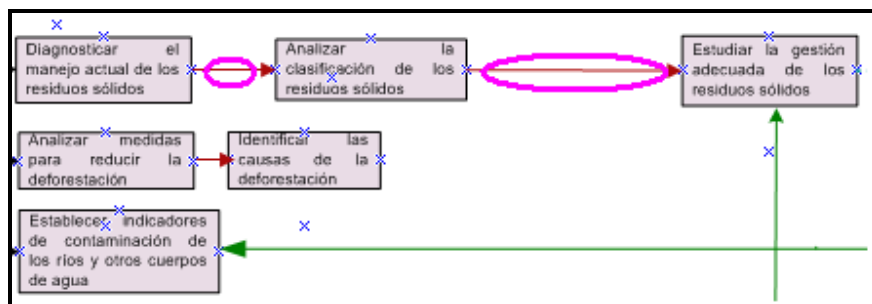 Diagnosticar el
manejo actual de los
residuos sólidos
Analizar la
clasificación de los
residuos sólidos
Estudiar la gestión
adecuada de los
residuos sólidos
Analizar medidas
para reducir la
deforestación
Identificar las
causas de la
deforestación
Establecer indicadores
de contaminación de
los ríos y otros cuerpos
de agua